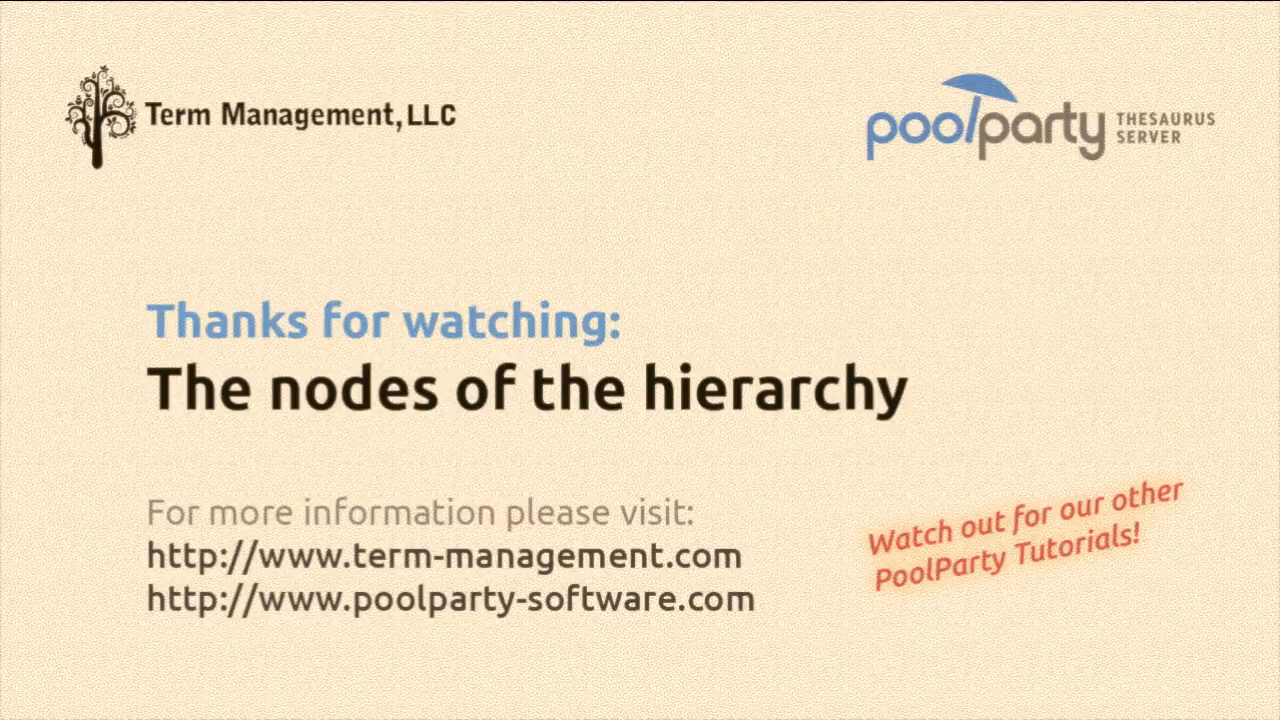 Term Management, LLC
poolparty THESAURUS
SERVER
Thanks for watching:
The nodes of the hierarchy
For more information please visit:
http://www.term-management.com
http://www.poolparty-software.com
Watch out for our other
PoolParty Tutorials!